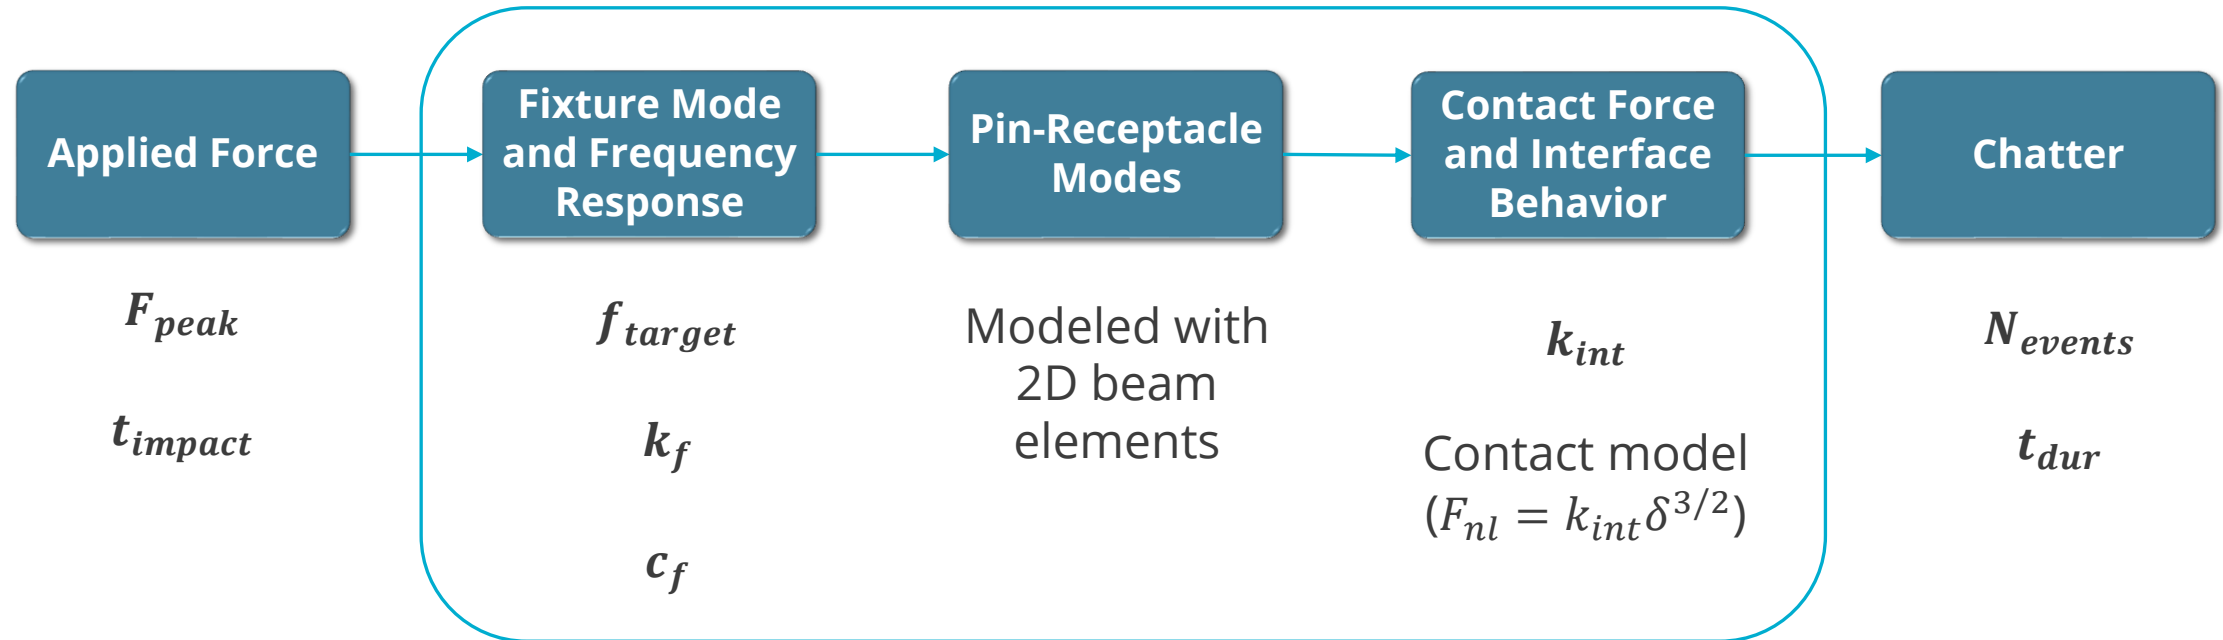 Applied Force
Fixture Mode
and Frequency
Response
Pin-Receptacle
Modes
Contact Force
and Interface
Behavior
Chatter
F_peak
t_impact
f_target
k_f
c_f
Modeled with
2D beam
elements
k_int
Contact model
(F_nl = k_int δ^{3/2})
N_events
t_dur